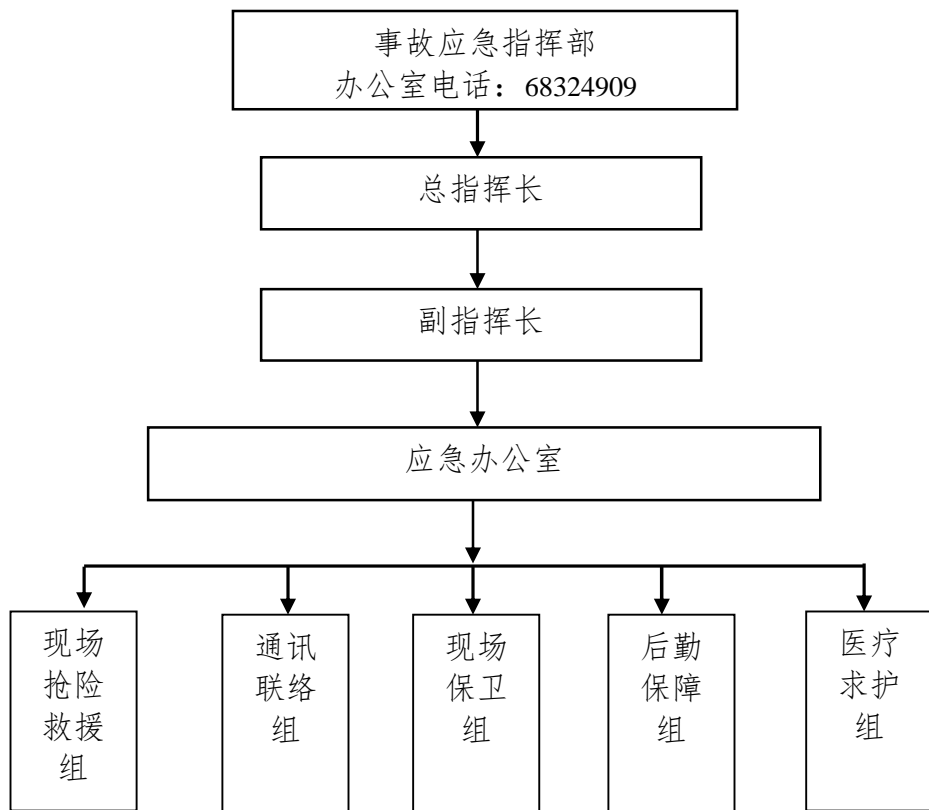 事故应急指挥部
办公室电话：68324909
总指挥长
副指挥长
应急办公室
现场
抢险
救援
组
通讯
联络
组
现场
保卫
组
后勤
保障
组
医疗
求护
组